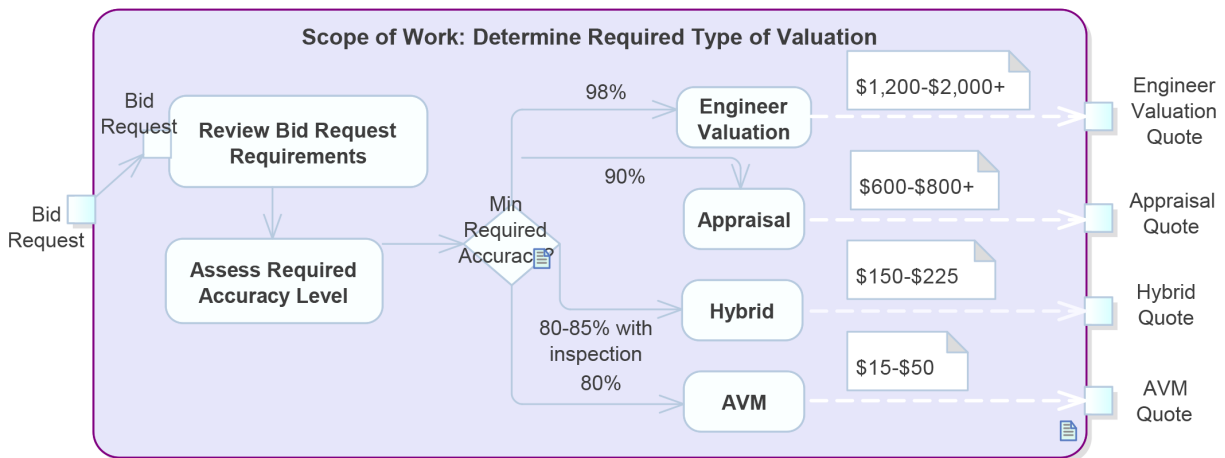 Scope of Work: Determine Required Type of Valuation
Bid
Request
Bid
Request
Review Bid Request
Requirements
Assess Required
Accuracy Level
Min
Required
Accuracy?
98%
90%
80-85% with
inspection
80%
Engineer
Valuation
Appraisal
Hybrid
AVM
$1,200-$2,000+
$600-$800+
$150-$225
$15-$50
Engineer
Valuation
Quote
Appraisal
Quote
Hybrid
Quote
AVM
Quote